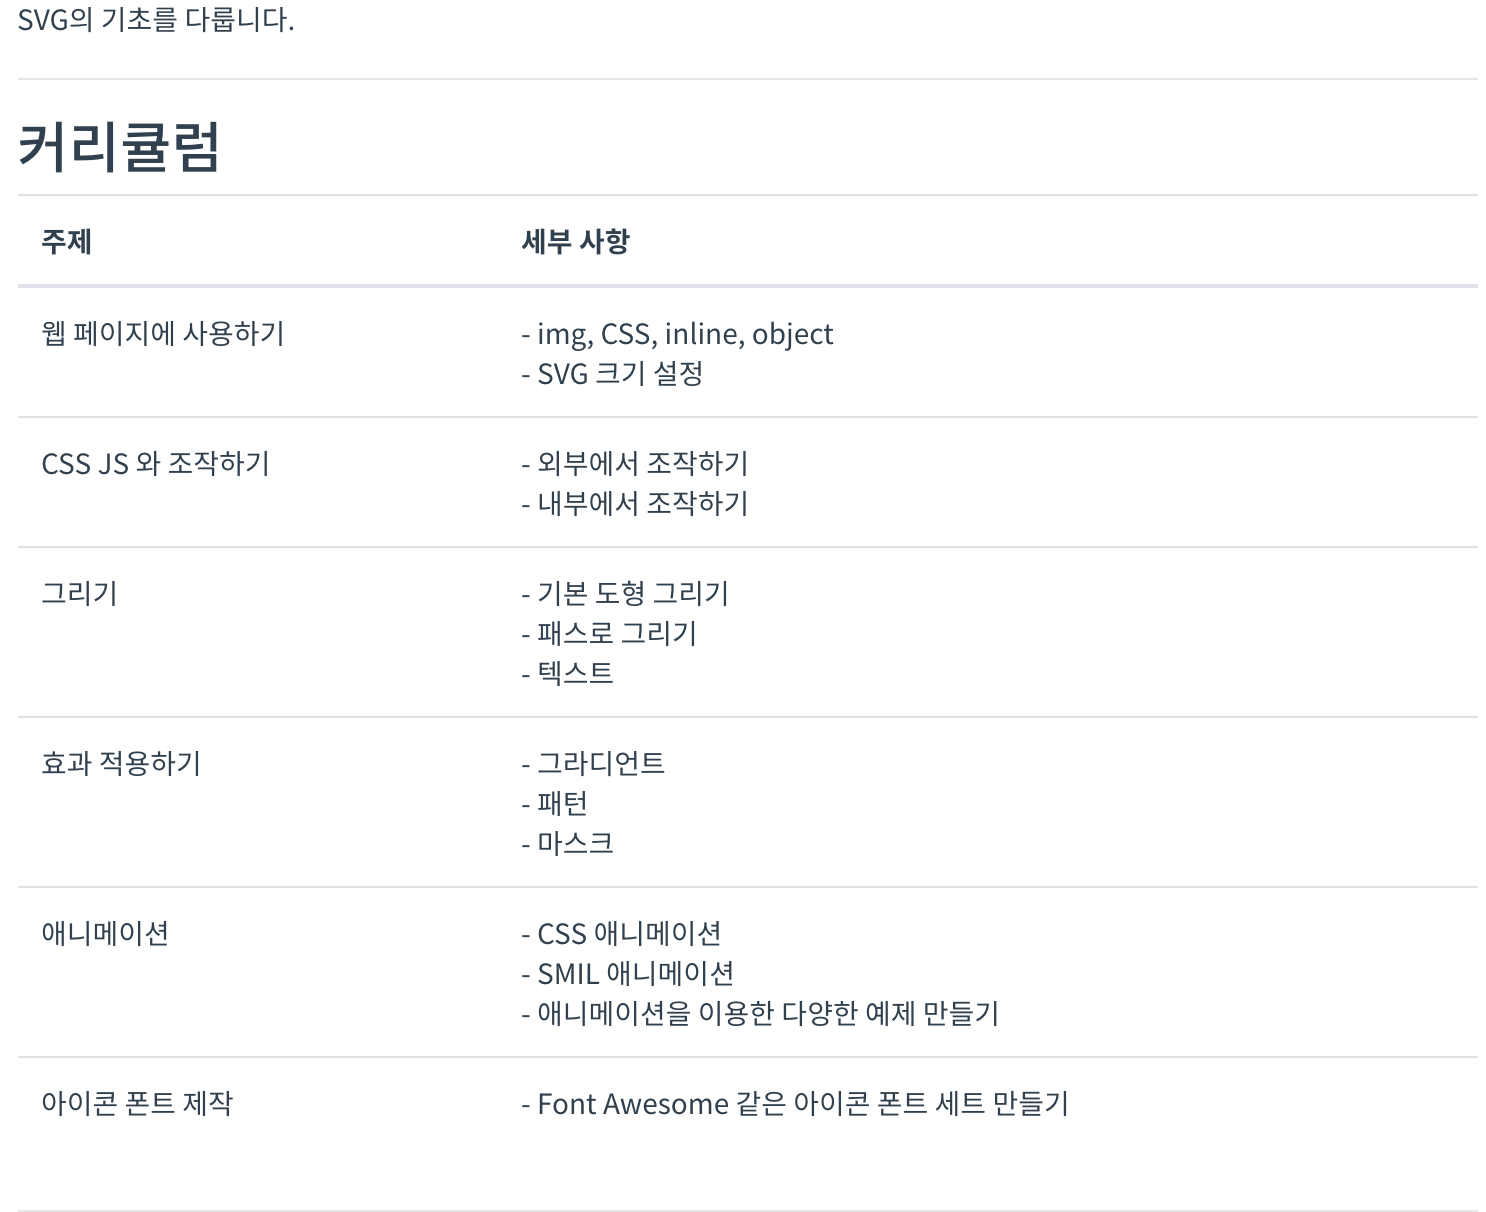 SVG의 기초를 다룹니다.
커리큘럼
주제 세부 사항
웹 페이지에 사용하기 - img, CSS, inline, object
- SVG 크기 설정
CSS JS 와 조작하기 - 외부에서 조작하기
- 내부에서 조작하기
그리기 - 기본 도형 그리기
- 패스로 그리기
- 텍스트
효과 적용하기 - 그라디언트
- 패턴
- 마스크
애니메이션 - CSS 애니메이션
- SMIL 애니메이션
- 애니메이션을 이용한 다양한 예제 만들기
아이콘 폰트 제작 - Font Awesome 같은 아이콘 폰트 세트 만들기